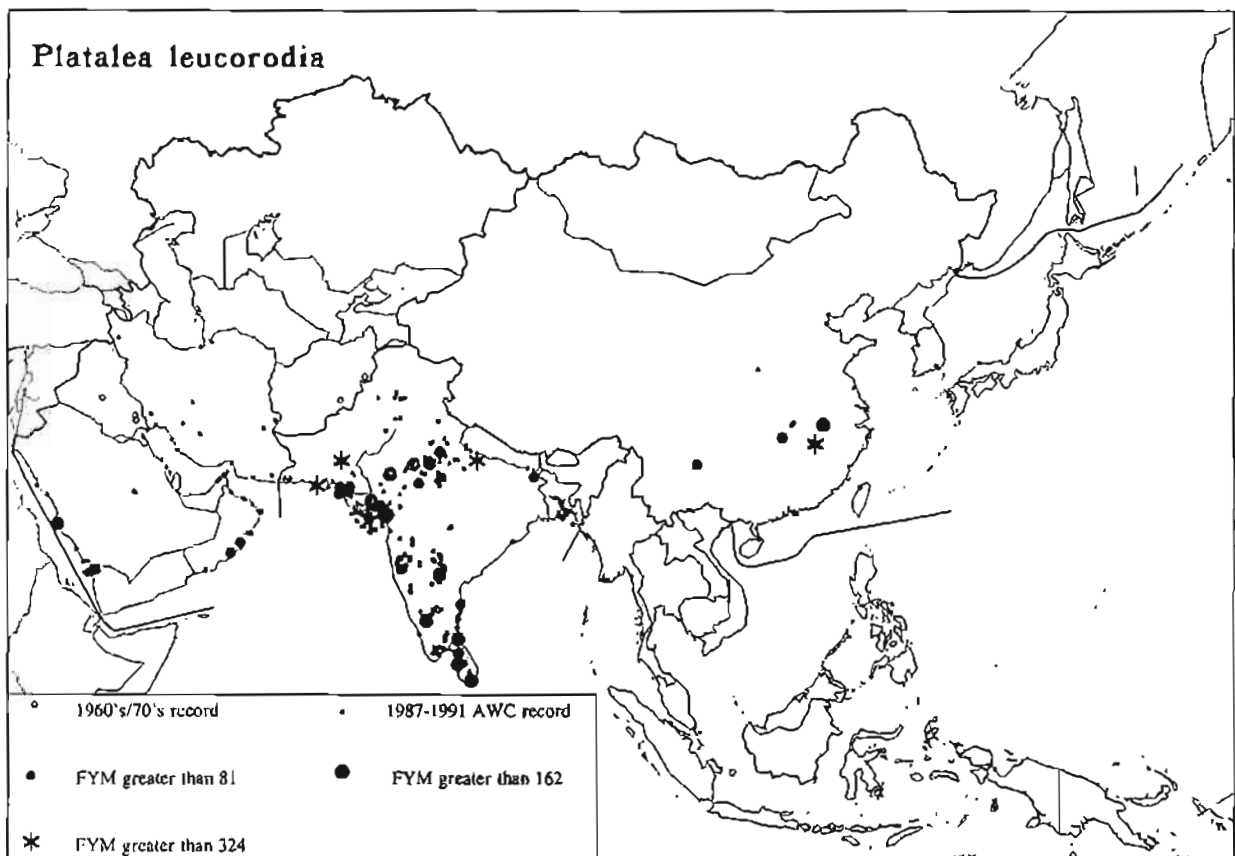 Platalea leucorodia
1960's/70's record
1987-1991 AWC record
FYM greater than 81
FYM greater than 162
FYM greater than 324